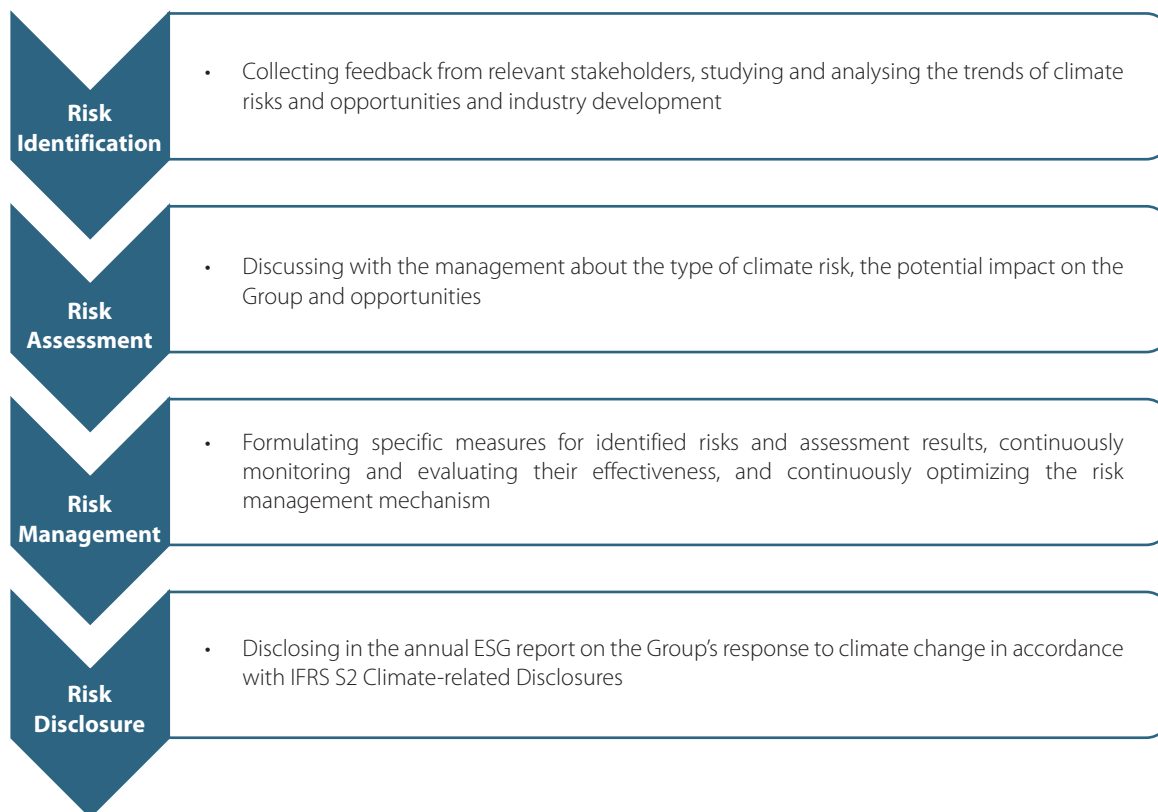 Risk
Identification
• Collecting feedback from relevant stakeholders, studying and analysing the trends of climate
risks and opportunities and industry development
Risk
Assessment
• Discussing with the management about the type of climate risk, the potential impact on the
Group and opportunities
Risk
Management
• Formulating specific measures for identified risks and assessment results, continuously
monitoring and evaluating their effectiveness, and continuously optimizing the risk
management mechanism
Risk
Disclosure
• Disclosing in the annual ESG report on the Group’s response to climate change in accordance
with IFRS S2 Climate-related Disclosures